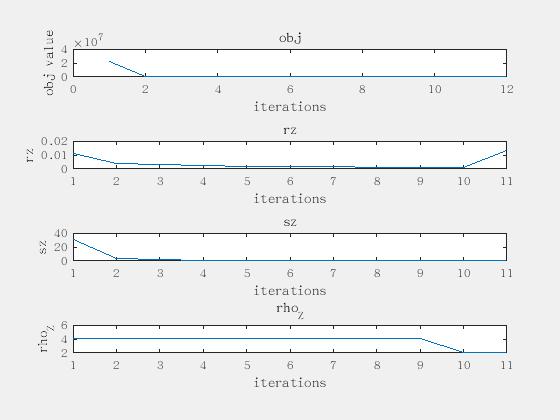 obj
×10^7
obj value
4
2
0
0 2 4 6 8 10 12
iterations
rz
rz
0.02
0.01
0
1 2 3 4 5 6 7 8 9 10 11
iterations
sz
sz
40
20
0
1 2 3 4 5 6 7 8 9 10 11
iterations
rho_χ
rho_χ
6
4
2
1 2 3 4 5 6 7 8 9 10 11
iterations